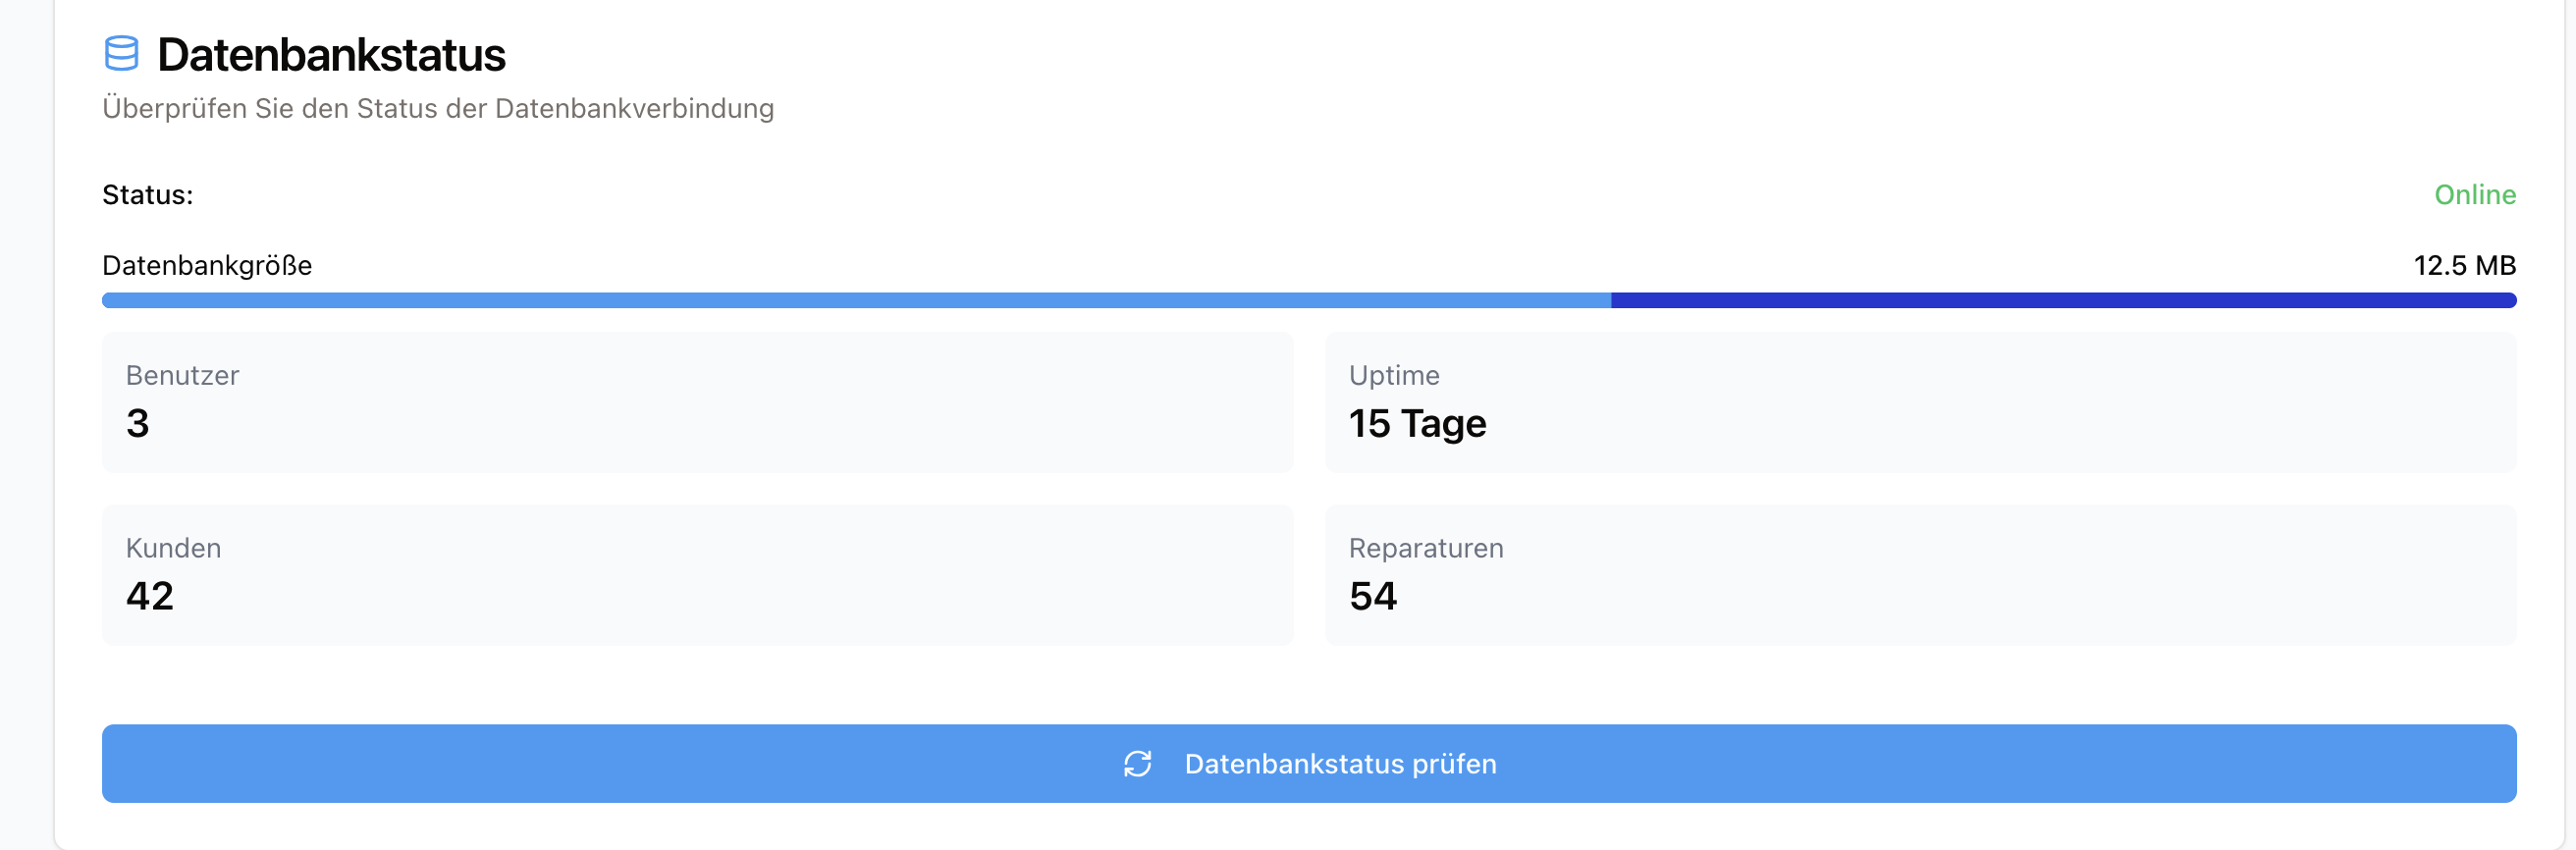 Datenbankstatus
Überprüfen Sie den Status der Datenbankverbindung
Status:
Online
Datenbankgröße
12.5 MB
Benutzer
3
Uptime
15 Tage
Kunden
42
Reparaturen
54
Datenbankstatus prüfen